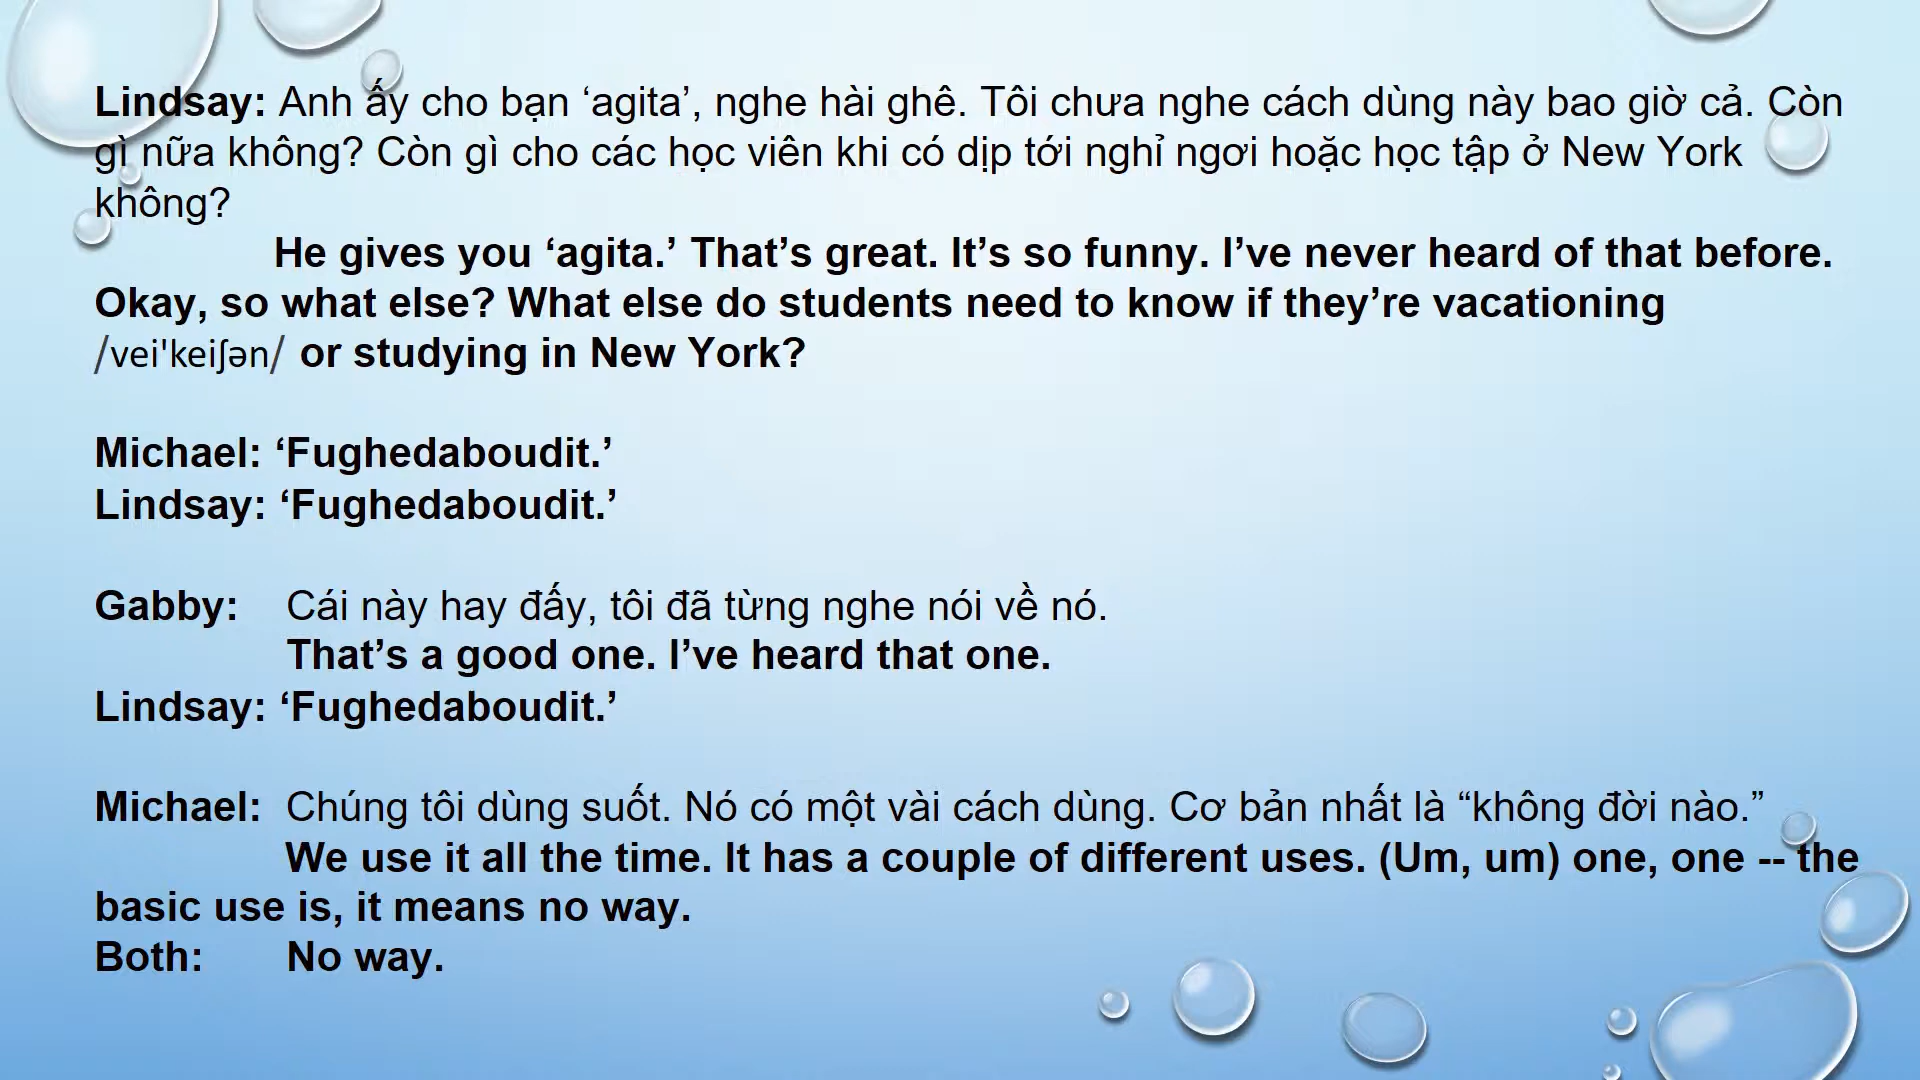 Lindsay: Anh ấy cho bạn ‘agita’, nghe hài ghê. Tôi chưa nghe cách dùng này bao giờ cả. Còn
gì nữa không? Còn gì cho các học viên khi có dịp tới nghỉ ngơi hoặc học tập ở New York
không?
He gives you ‘agita.’ That’s great. It’s so funny. I’ve never heard of that before.
Okay, so what else? What else do students need to know if they’re vacationing
/vei'keiʃən/ or studying in New York?
Michael: ‘Fughedaboudit.’
Lindsay: ‘Fughedaboudit.’
Gabby: Cái này hay đấy, tôi đã từng nghe nói về nó.
That’s a good one. I’ve heard that one.
Lindsay: ‘Fughedaboudit.’
Michael: Chúng tôi dùng suốt. Nó có một vài cách dùng. Cơ bản nhất là “không đời nào.”
We use it all the time. It has a couple of different uses. (Um, um) one, one -- the
basic use is, it means no way.
Both: No way.